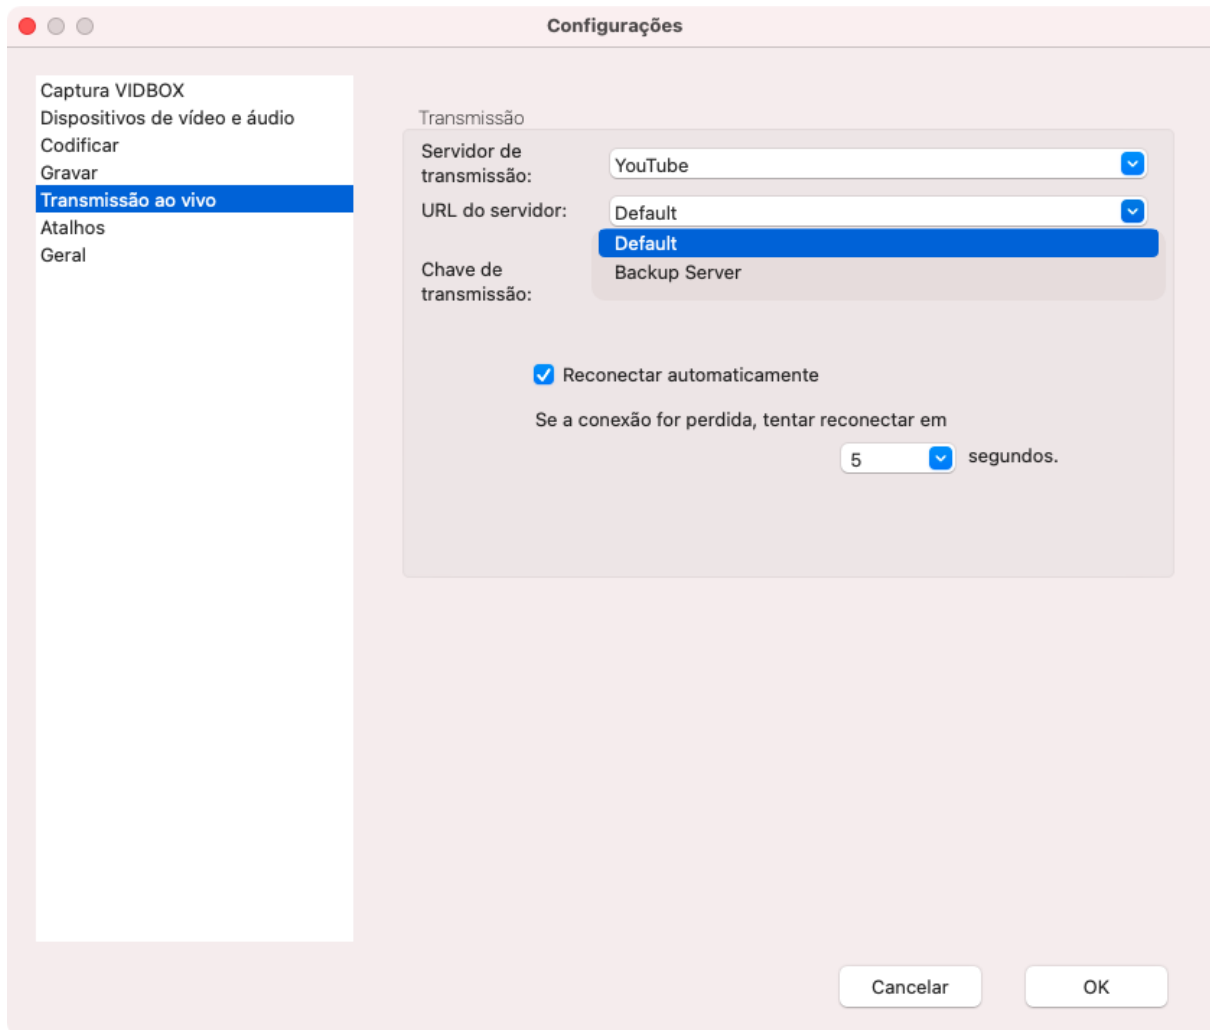 Configurações
Captura VIDBOX
Dispositivos de vídeo e áudio
Codificar
Gravar
Transmissão ao vivo
Atalhos
Geral
Transmissão
Servidor de
transmissão:
YouTube
URL do servidor:
Default
Default
Backup Server
Chave de
transmissão:
Reconectar automaticamente
Se a conexão for perdida, tentar reconectar em
5 segundos.
Cancelar
OK